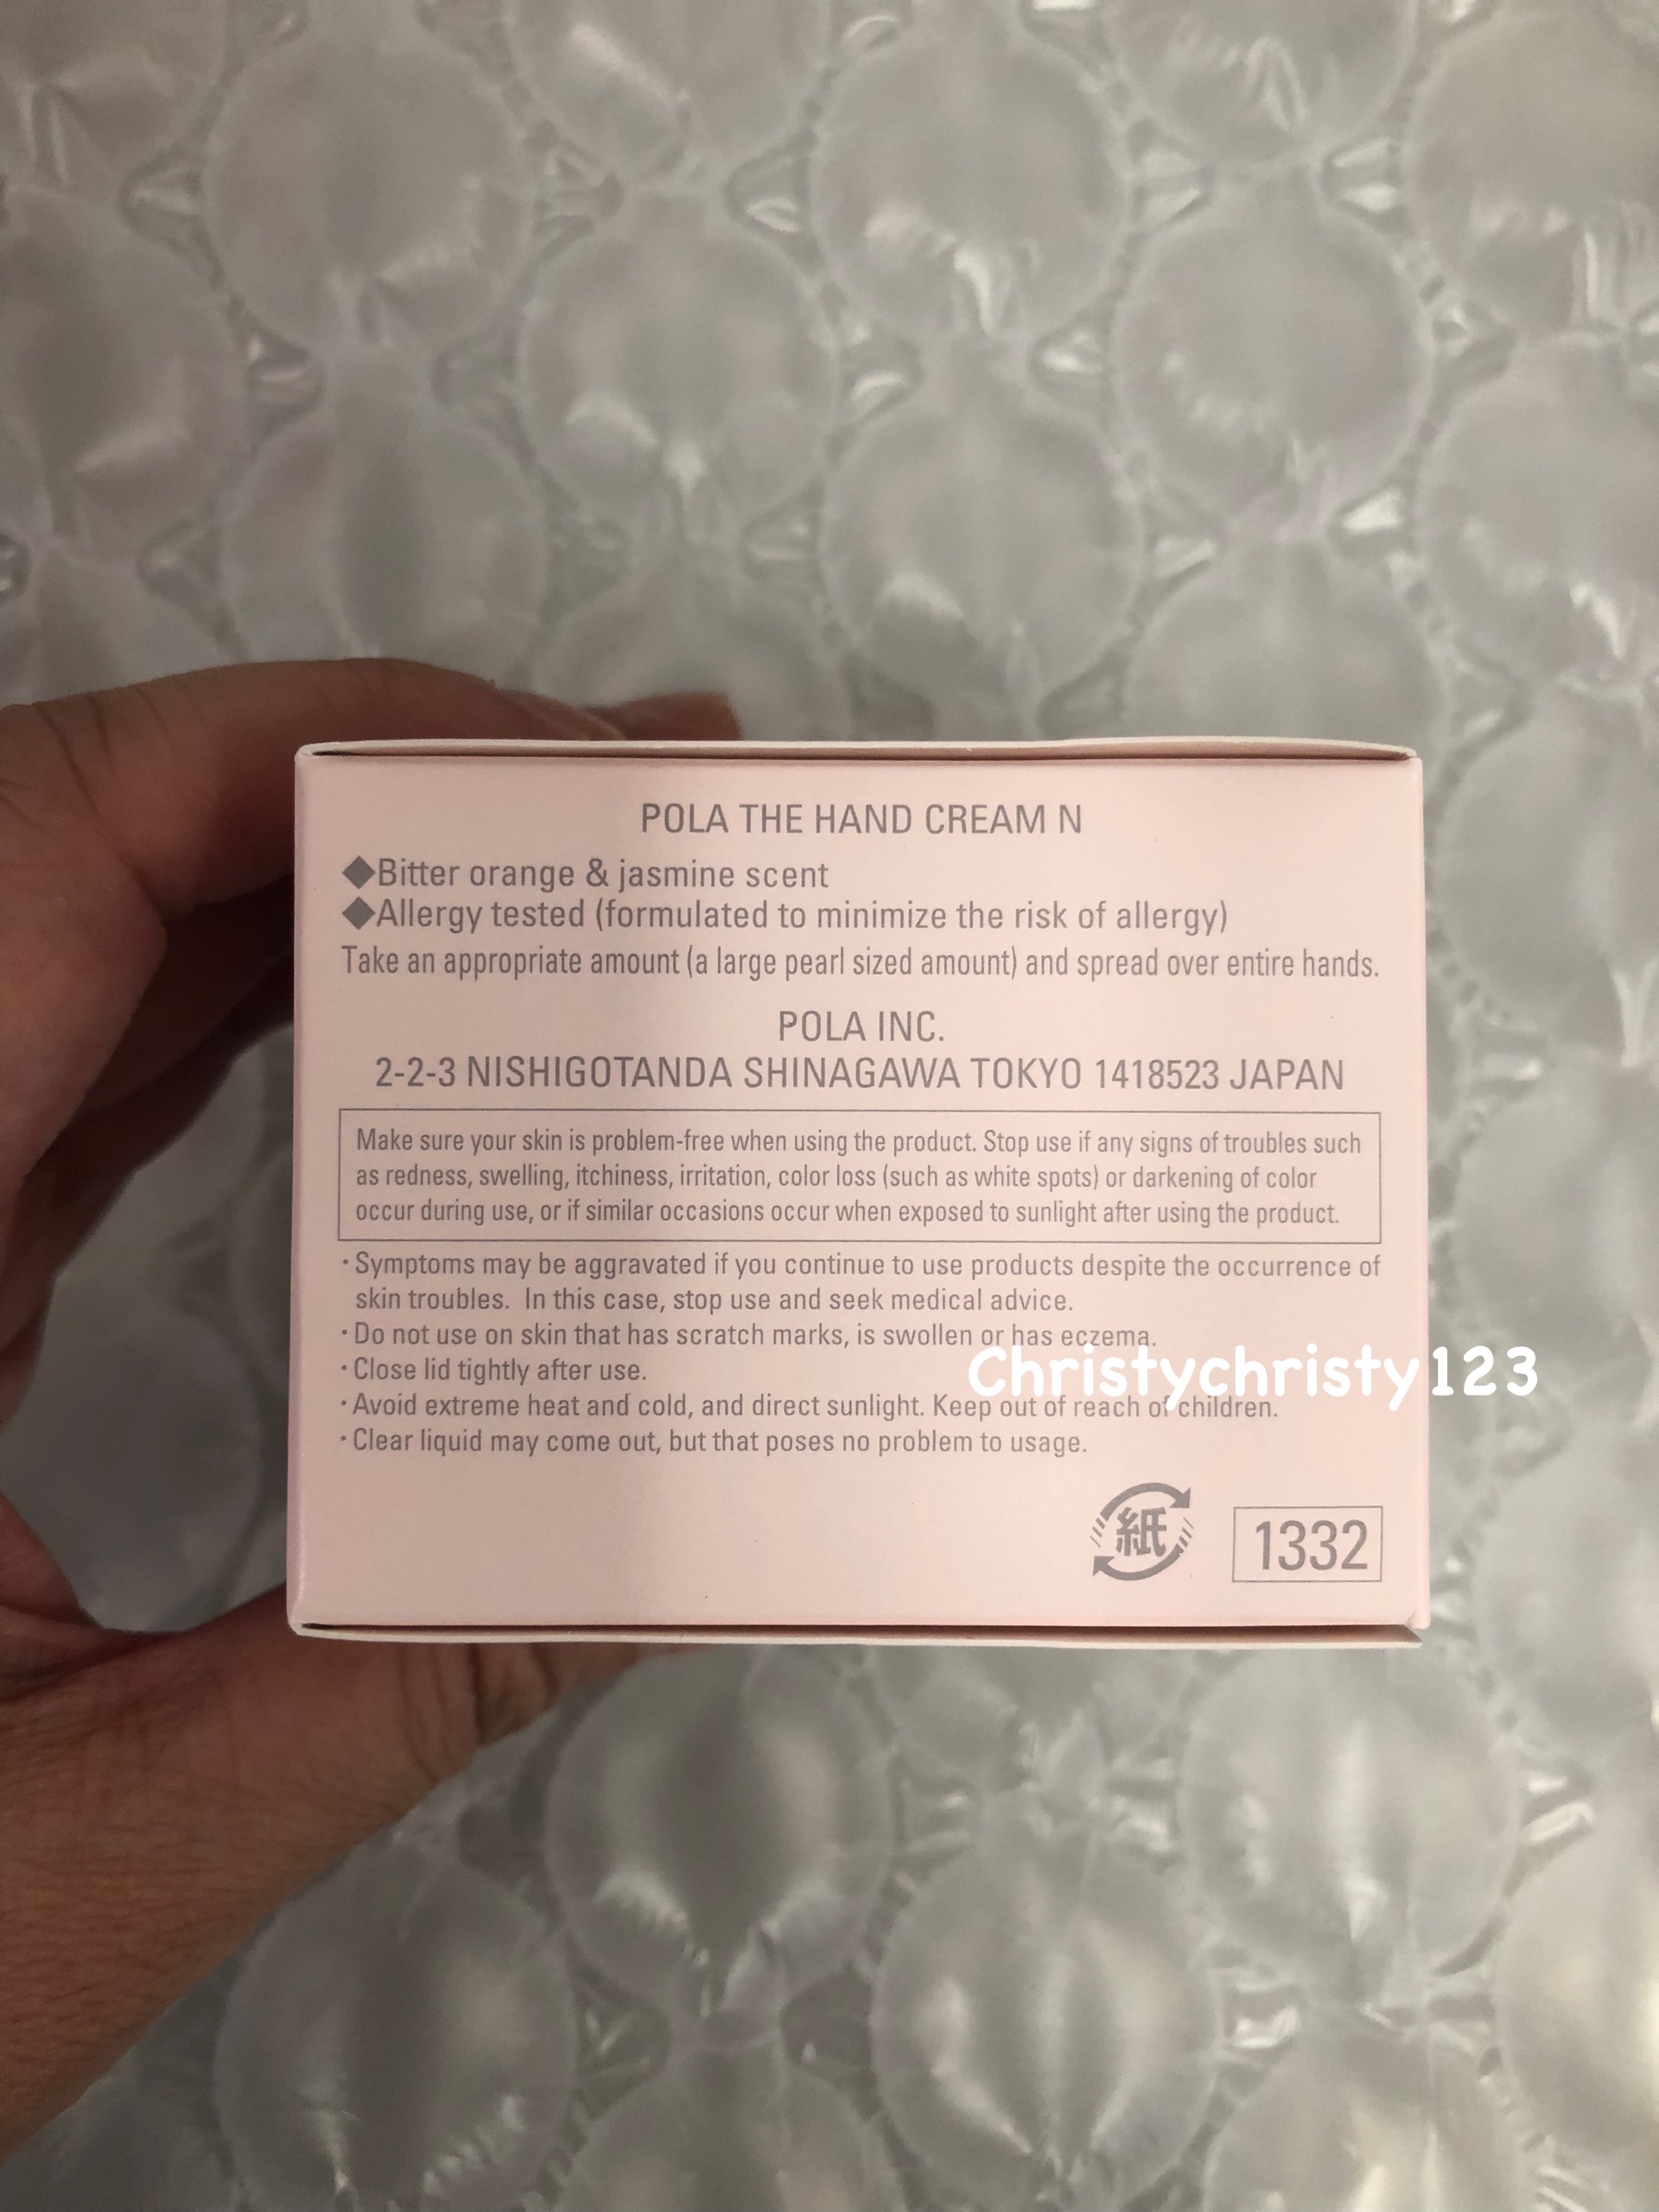 POLA THE HAND CREAM N
◆Bitter orange & jasmine scent
◆Allergy tested (formulated to minimize the risk of allergy)
Take an appropriate amount (a large pearl sized amount) and spread over entire hands.
POLA INC.
2-2-3 NISHIGOTANDA SHINAGAWA TOKYO 1418523 JAPAN
Make sure your skin is problem-free when using the product. Stop use if any signs of troubles such
as redness, swelling, itchiness, irritation, color loss (such as white spots) or darkening of color
occur during use, or if similar occasions occur when exposed to sunlight after using the product.
・Symptoms may be aggravated if you continue to use products despite the occurrence of
skin troubles. In this case, stop use and seek medical advice.
・Do not use on skin that has scratch marks, is swollen or has eczema.
・Close lid tightly after use.
Christychristy123
・Avoid extreme heat and cold, and direct sunlight. Keep out of reach of children.
・Clear liquid may come out, but that poses no problem to usage.
紙
1332